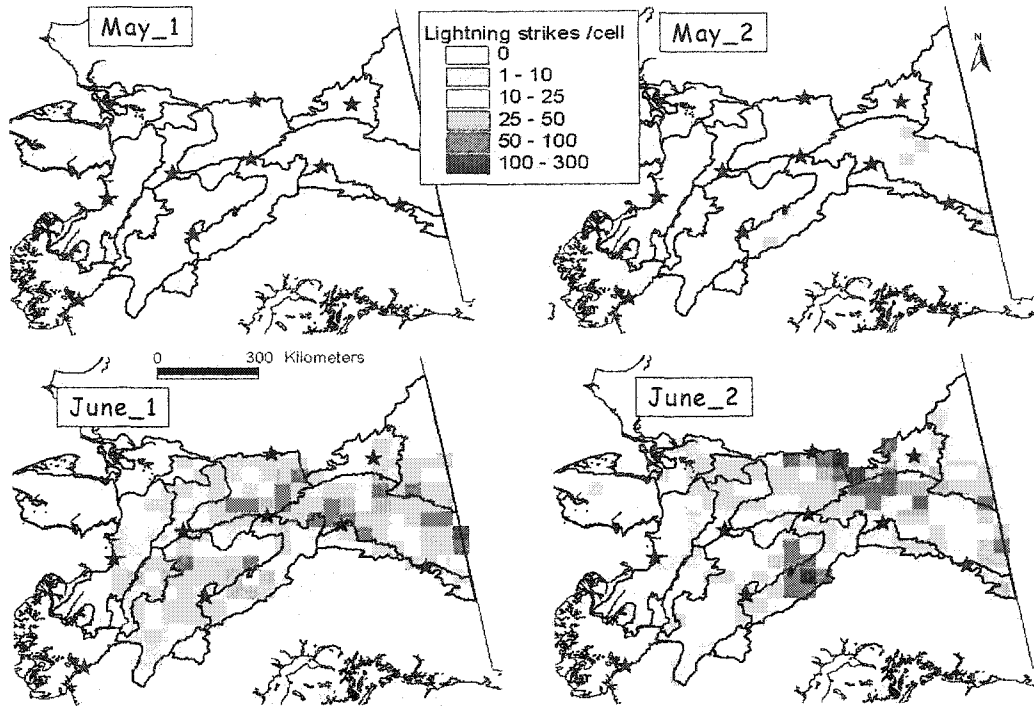 May_1
Lightning strikes /cell
0
1 - 10
10 - 25
25 - 50
50 - 100
100 - 300
May_2
N
0 300 Kilometers
June_1
June_2